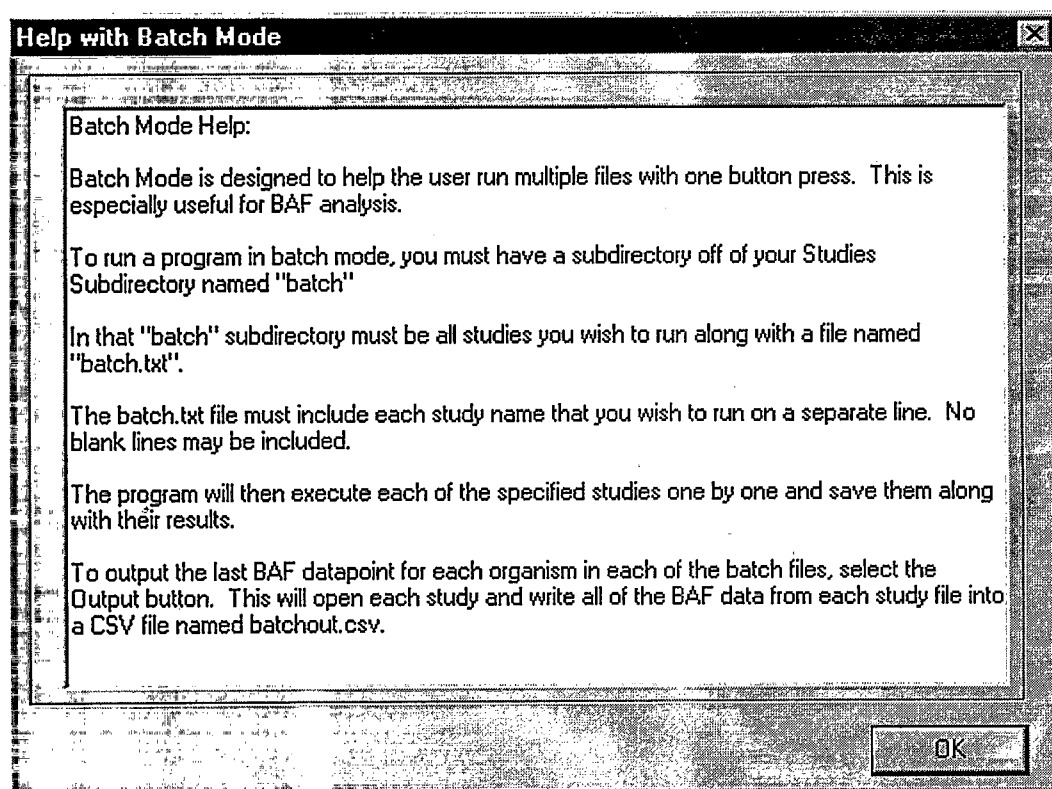 Help with Batch Mode
Batch Mode Help:
Batch Mode is designed to help the user run multiple files with one button press.  This is
especially useful for BAF analysis.
To run a program in batch mode, you must have a subdirectory off of your Studies
Subdirectory named "batch"
In that "batch" subdirectory must be all studies you wish to run along with a file named
"batch.txt".
The batch.txt file must include each study name that you wish to run on a separate line.  No
blank lines may be included.
The program will then execute each of the specified studies one by one and save them along
with their results.
To output the last BAF datapoint for each organism in each of the batch files, select the
Output button.  This will open each study and write all of the BAF data from each study file into
a CSV file named batchout.csv.
OK